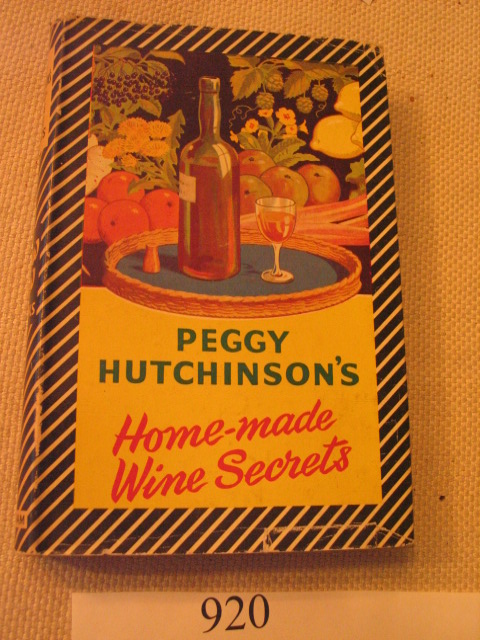 PEGGY
HUTCHINSON'S
Home-made
Wine Secrets
920